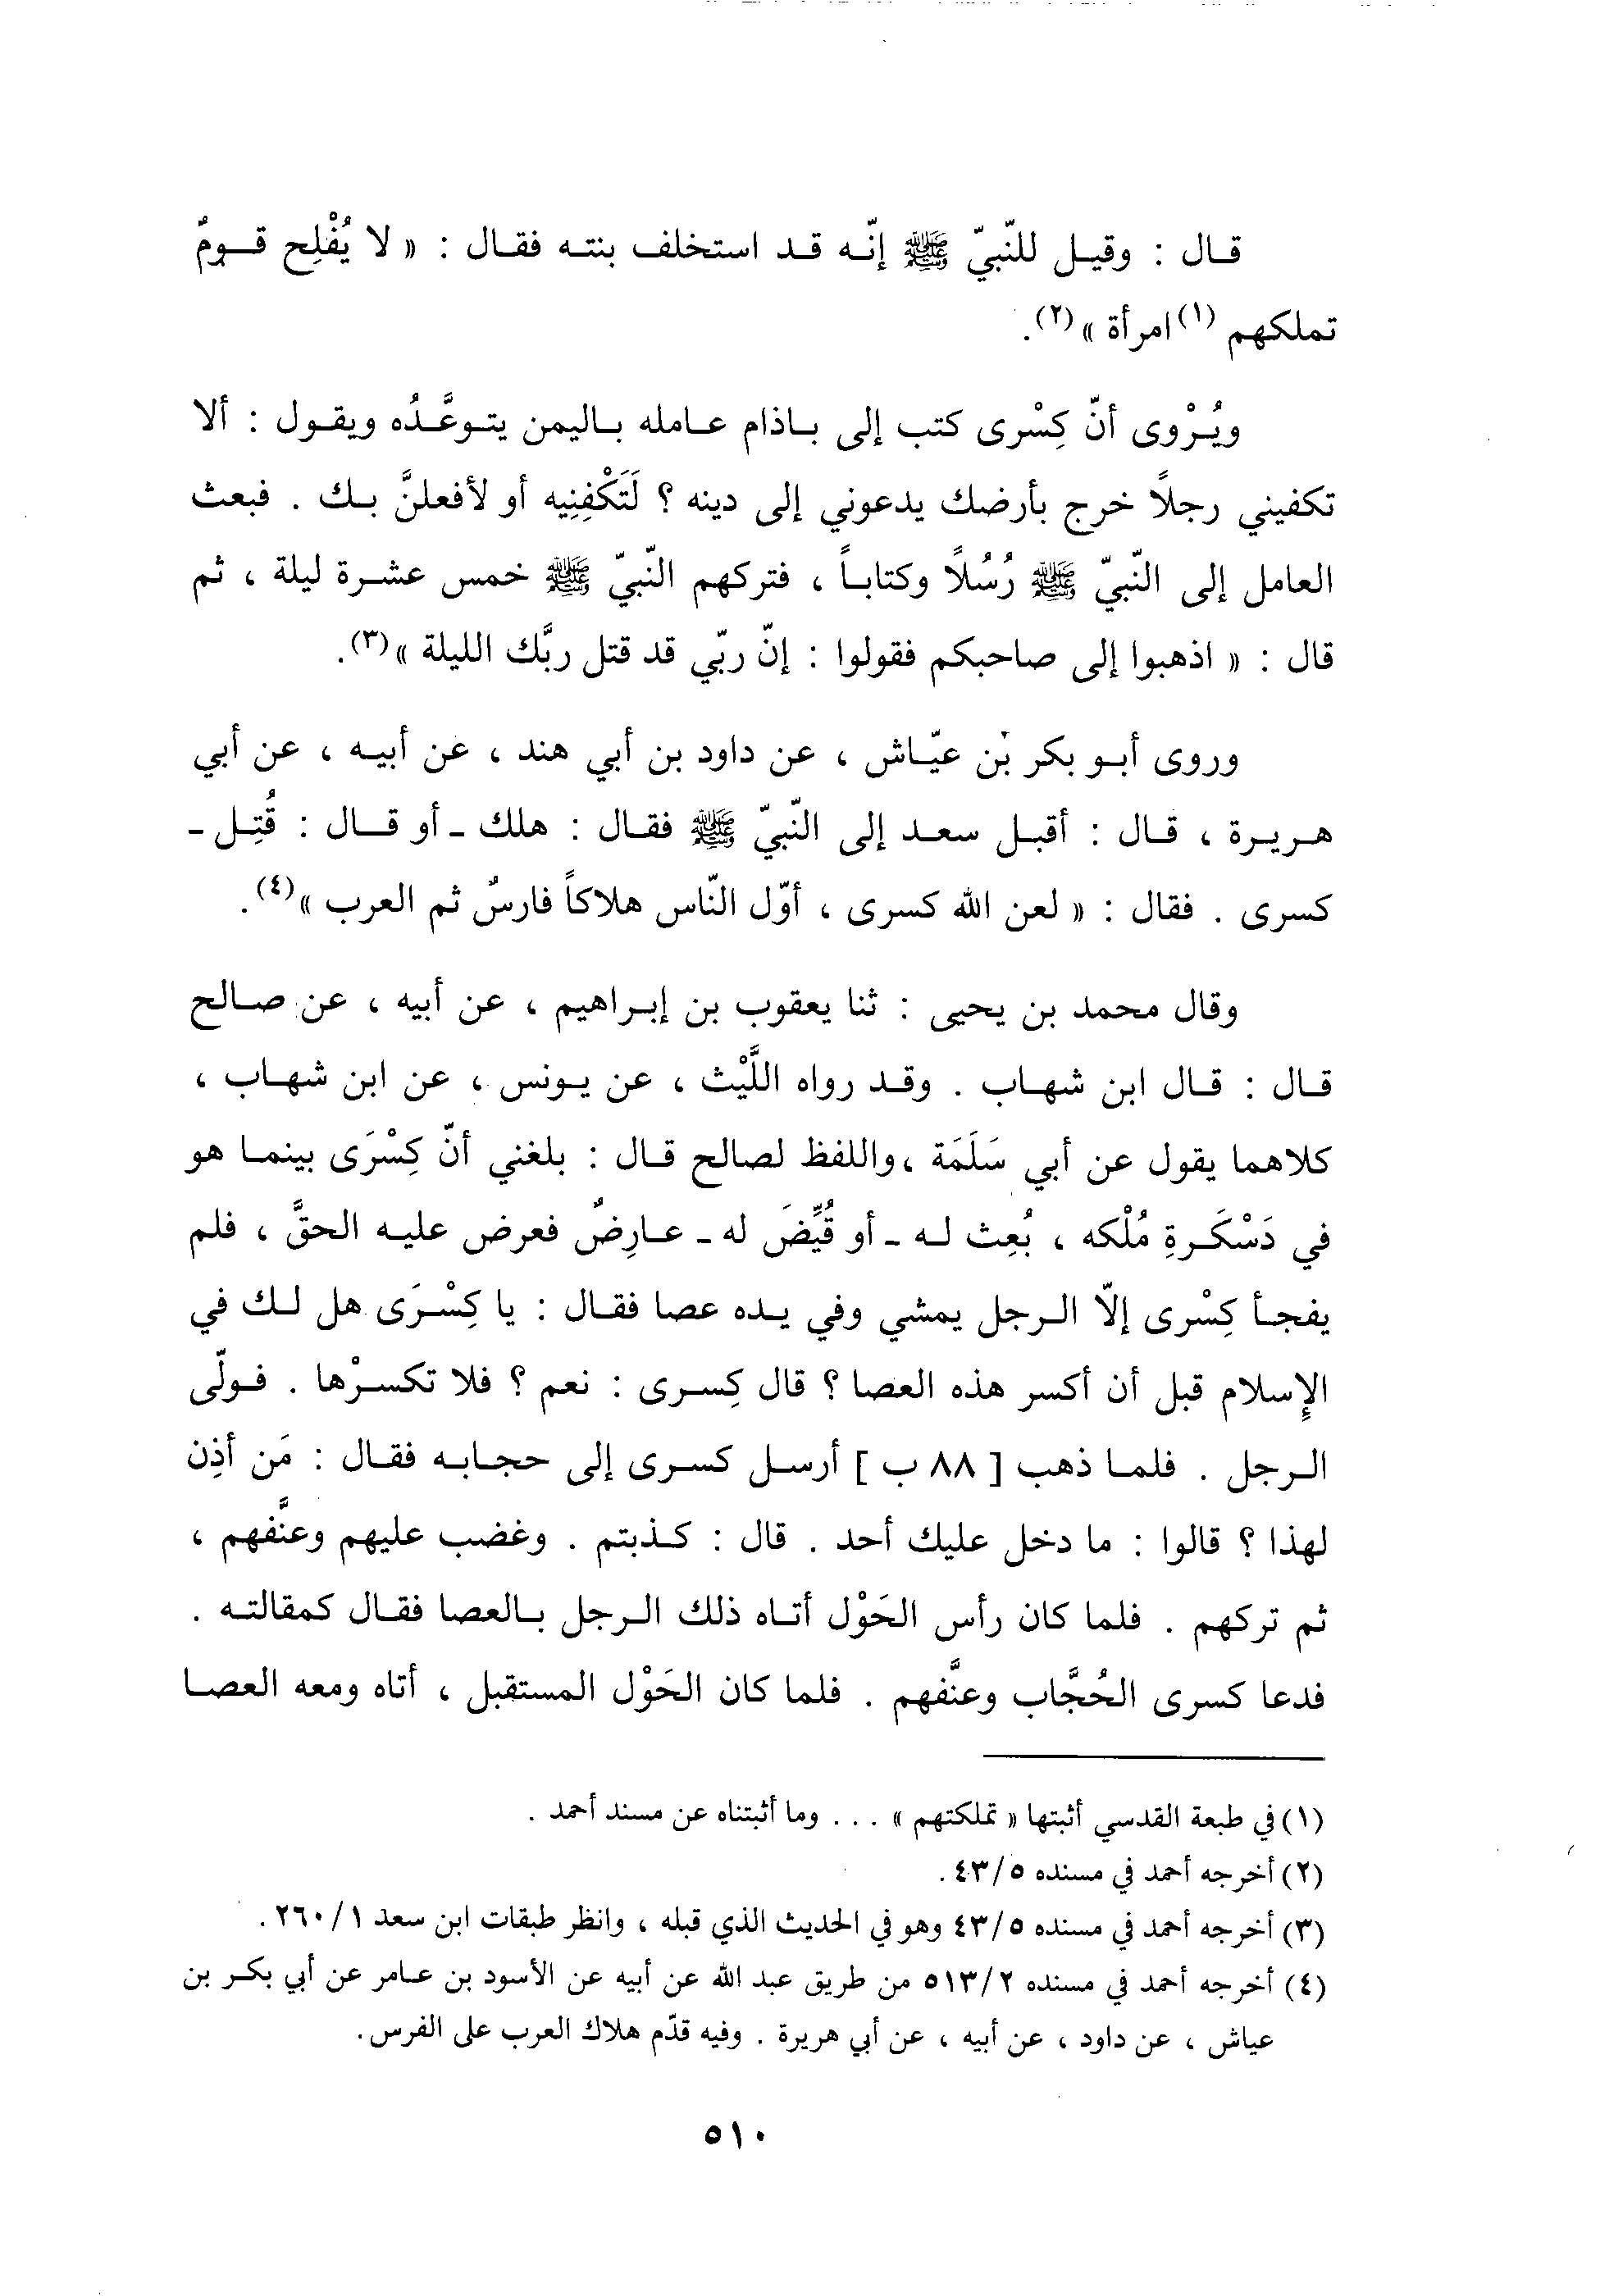 قال : وقيل للنّبيّ ﷺ إنّه قد استخلف بنته فقال : « لا يُفْلِح قومٌ
تملكهم (١) امرأة »(٢).
ويُرْوى أنّ كِسْرى كتب إلى باذام عامله باليمن يتوعَّدُه ويقول : ألا
تكفيني رجلاً خرج بأرضك يدعوني إلى دينه ؟ لَتَكْفِنِيه أو لأفعلنَّ بك . فبعث
العامل إلى النّبيّ ﷺ رُسُلاً وكتاباً ، فتركهم النّبيّ ﷺ خمس عشرة ليلة ، ثم
قال : « اذهبوا إلى صاحبكم فقولوا : إنّ ربّي قد قتل ربَّك الليلة »(٣).
وروى أبو بكر بْن عيّاش ، عن داود بن أبي هند ، عن أبيه ، عن أبي
هريرة ، قال : أقبل سعد إلى النّبيّ ﷺ فقال : هلك ـ أو قال : قُتِل ـ
كسرى . فقال : « لعن الله كسرى ، أوّل النّاس هلاكاً فارسٌ ثم العرب »(٤) .
وقال محمد بن يحيى : ثنا يعقوب بن إبراهيم ، عن أبيه ، عن صالح
قال : قال ابن شهاب . وقد رواه اللَّيْث ، عن يونس ، عن ابن شهاب ،
كلاهما يقول عن أبي سَلَمَة ،واللفظ لصالح قال : بلغني أنّ كِسْرَى بينما هو
في دَسْكَرةِ مُلْكه ، بُعِث له ـ أو قُيِّضَ له ـ عارِضٌ فعرض عليه الحقَّ ، فلم
يفجأ كِسْرى إلاّ الرجل يمشي وفي يده عصا فقال : يا كِسْرَى هل لك في
الإِسلام قبل أن أكسر هذه العصا ؟ قال كِسرى : نعم ؟ فلا تكسرْها . فولّى
الرجل . فلما ذهب [ ٨٨ ب ] أرسل كسرى إلى حجابه فقال : مَن أذِن
لهذا ؟ قالوا : ما دخل عليك أحد . قال : كذبتم . وغضب عليهم وعنَّفهم ،
ثم تركهم . فلما كان رأس الحَوْل أتاه ذلك الرجل بالعصا فقال كمقالته .
فدعا كسرى الحُجَّاب وعنَّفهم . فلما كان الحَوْل المستقبل ، أتاه ومعه العصا
(١) في طبعة القدسي أثبتها « تملكتهم » . . . وما أثبتناه عن مسند أحمد .
(٢) أخرجه أحمد في مسنده ٥/٤٣ .
(٣) أخرجه أحمد في مسنده ٥/٤٣ وهو في الحديث الذي قبله ، وانظر طبقات ابن سعد ١/٢٦٠ .
(٤) أخرجه أحمد في مسنده ٢/٥١٣ من طريق عبد الله عن أبيه عن الأسود بن عامر عن أبي بكر بن
عياش ، عن داود ، عن أبيه ، عن أبي هريرة . وفيه قدّم هلاك العرب على الفرس .
٥١٠